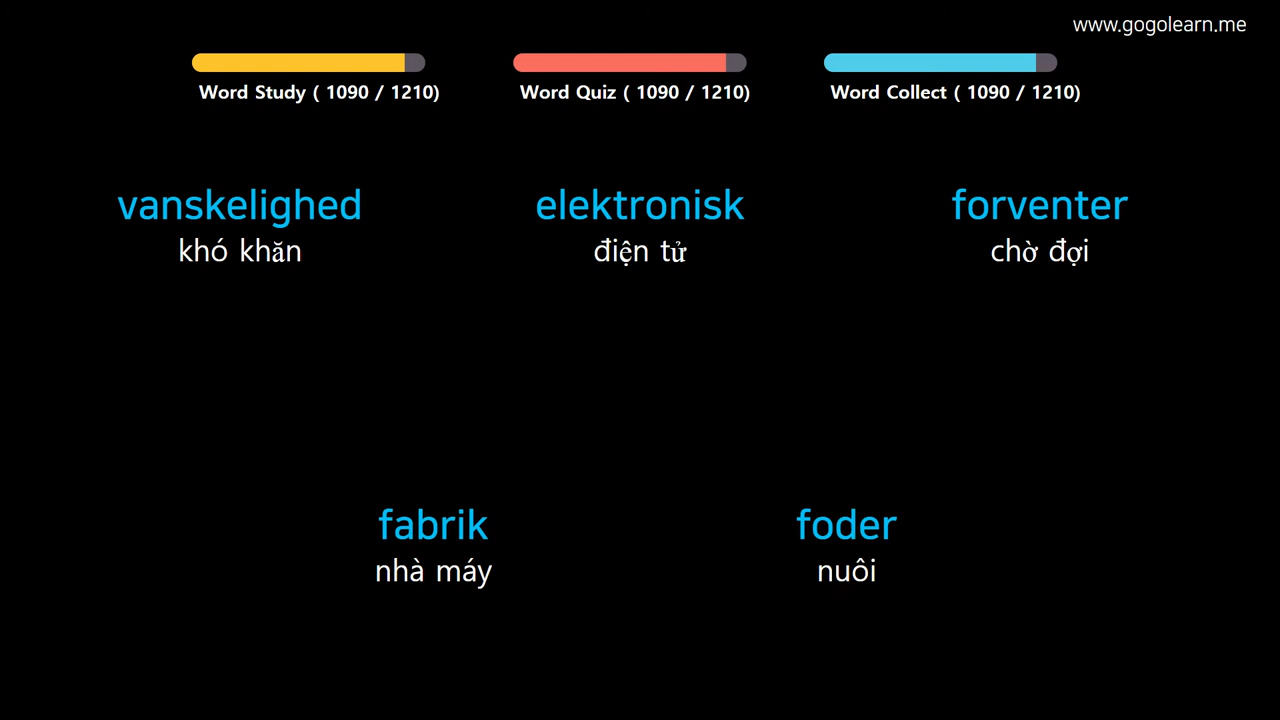 www.gogolearn.me
Word Study ( 1090 / 1210)
Word Quiz ( 1090 / 1210)
Word Collect ( 1090 / 1210)
vanskelighed
khó khăn
elektronisk
điện tử
forventer
chờ đợi
fabrik
nhà máy
foder
nuôi